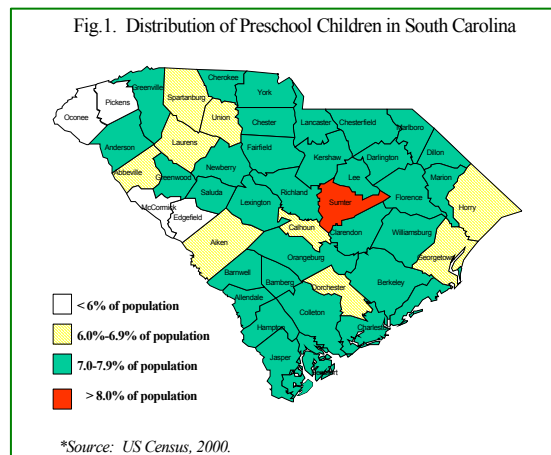 Fig.1. Distribution of Preschool Children in South Carolina
Cherokee
Greenville
York
Spartanburg
Pickens
Oconee
Union
Chester
Lancaster
Chesterfield
Marlboro
Anderson
Laurens
Fairfield
Kershaw
Darlington
Dillon
Newberry
Lee
Abbeville
Greenwood
Marion
Saluda
Richland
Florence
Lexington
Sumter
Horry
McCormick
Edgefield
Calhoun
Clarendon
Williamsburg
Aiken
Orangeburg
Georgetown
Barnwell
Bamberg
Dorchester
Berkeley
Allendale
Colleton
Charleston
Hampton
Jasper
< 6% of population
6.0%-6.9% of population
7.0-7.9% of population
> 8.0% of population
*Source: US Census, 2000.